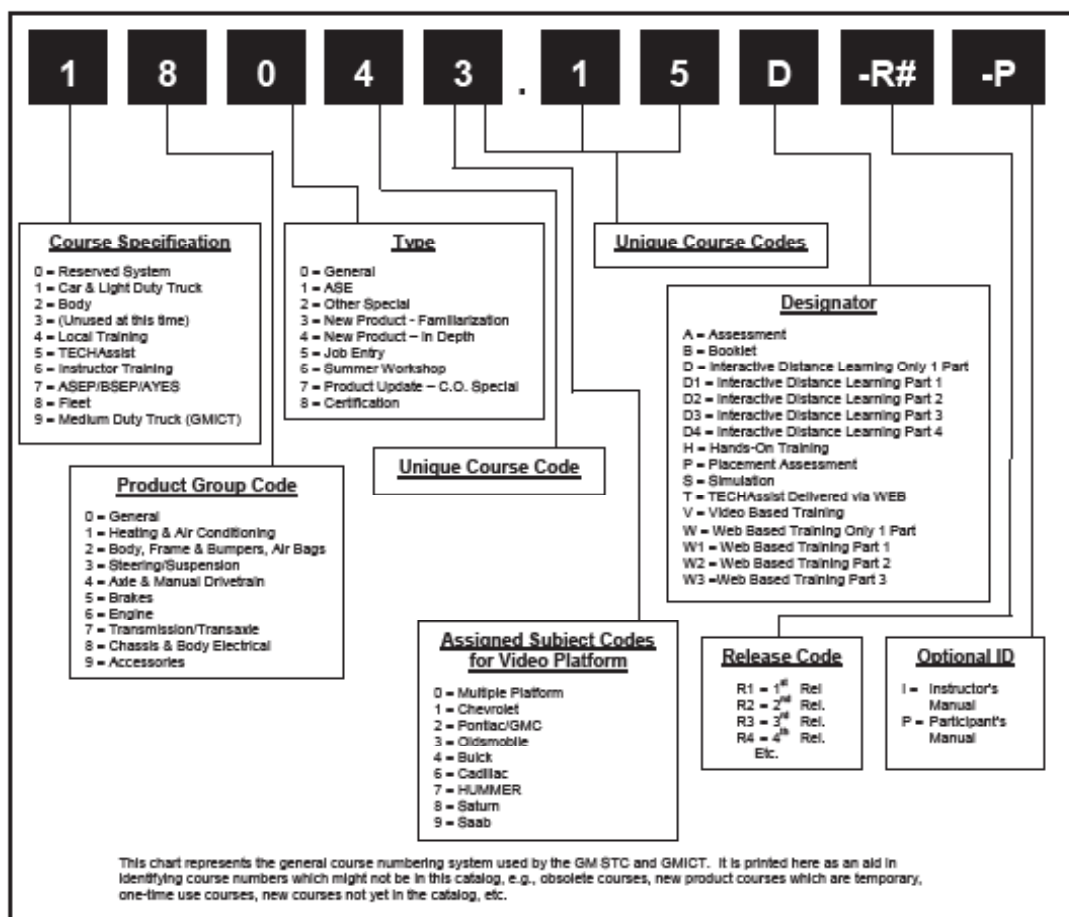 1 8 0 4 3 . 1 5 D -R# -P
Course Specification
0 = Reserved System
1 = Car & Light Duty Truck
2 = Body
3 = (Unused at this time)
4 = Local Training
5 = TECHAssist
6 = Instructor Training
7 = ASEP/BSEP/AYES
8 = Fleet
9 = Medium Duty Truck (GMICT)
Type
0 = General
1 = ASE
2 = Other Special
3 = New Product - Familiarization
4 = New Product – In Depth
5 = Job Entry
6 = Summer Workshop
7 = Product Update – C.O. Special
8 = Certification
Unique Course Codes
Designator
A = Assessment
B = Booklet
D = Interactive Distance Learning Only 1 Part
D1 = Interactive Distance Learning Part 1
D2 = Interactive Distance Learning Part 2
D3 = Interactive Distance Learning Part 3
D4 = Interactive Distance Learning Part 4
H = Hands-On Training
P = Placement Assessment
S = Simulation
T = TECHAssist Delivered via WEB
V = Video Based Training
W = Web Based Training Only 1 Part
W1 = Web Based Training Part 1
W2 = Web Based Training Part 2
W3 =Web Based Training Part 3
Unique Course Code
Product Group Code
0 = General
1 = Heating & Air Conditioning
2 = Body, Frame & Bumpers, Air Bags
3 = Steering/Suspension
4 = Axle & Manual Drivetrain
5 = Brakes
6 = Engine
7 = Transmission/Transaxle
8 = Chassis & Body Electrical
9 = Accessories
Assigned Subject Codes
for Video Platform
0 = Multiple Platform
1 = Chevrolet
2 = Pontiac/GMC
3 = Oldsmobile
4 = Buick
6 = Cadillac
7 = HUMMER
8 = Saturn
9 = Saab
Release Code
R1 = 1st Rel
R2 = 2nd Rel.
R3 = 3rd Rel.
R4 = 4th Rel.
Etc.
Optional ID
I = Instructor's
Manual
P = Participant's
Manual
This chart represents the general course numbering system used by the GM STC and GMICT. It is printed here as an aid in
identifying course numbers which might not be in this catalog, e.g., obsolete courses, new product courses which are temporary,
one-time use courses, new courses not yet in the catalog, etc.